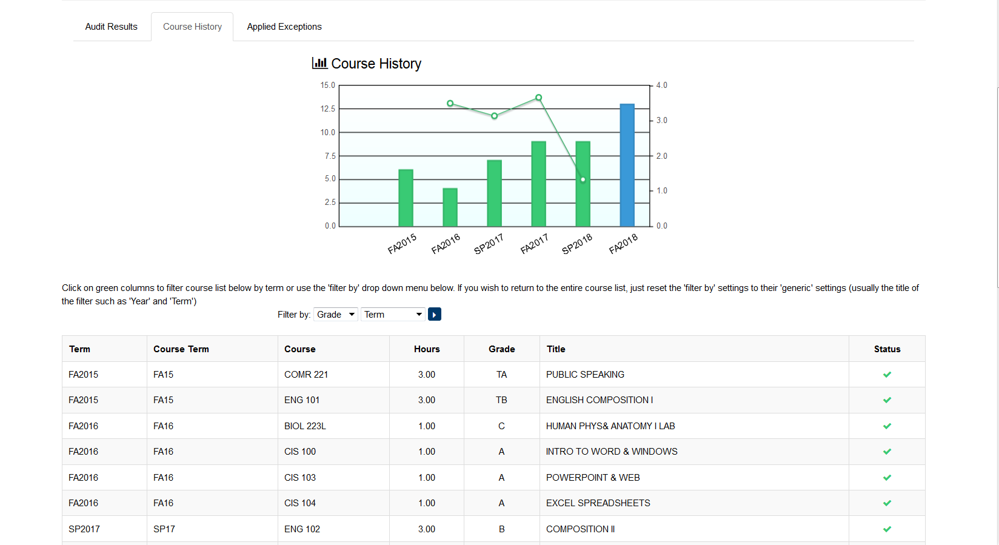 Audit Results Course History Applied Exceptions
Course History
15.0 4.0
12.5
3.0
10.0
7.5 2.0
5.0
1.0
2.5
0.0 0.0
FA2015 FA2016 SP2017 FA2017 SP2018 FA2018
Click on green columns to filter course list below by term or use the 'filter by' drop down menu below. If you wish to return to the entire course list, just reset the 'filter by' settings to their 'generic' settings (usually the title of
the filter such as 'Year' and 'Term')
Filter by: Grade Term
Term Course Term Course Hours Grade Title Status
FA2015 FA15 COMR 221 3.00 TA PUBLIC SPEAKING
FA2015 FA15 ENG 101 3.00 TB ENGLISH COMPOSITION I
FA2016 FA16 BIOL 223L 1.00 C HUMAN PHYS& ANATOMY I LAB
FA2016 FA16 CIS 100 1.00 A INTRO TO WORD & WINDOWS
FA2016 FA16 CIS 103 1.00 A POWERPOINT & WEB
FA2016 FA16 CIS 104 1.00 A EXCEL SPREADSHEETS
SP2017 SP17 ENG 102 3.00 B COMPOSITION II